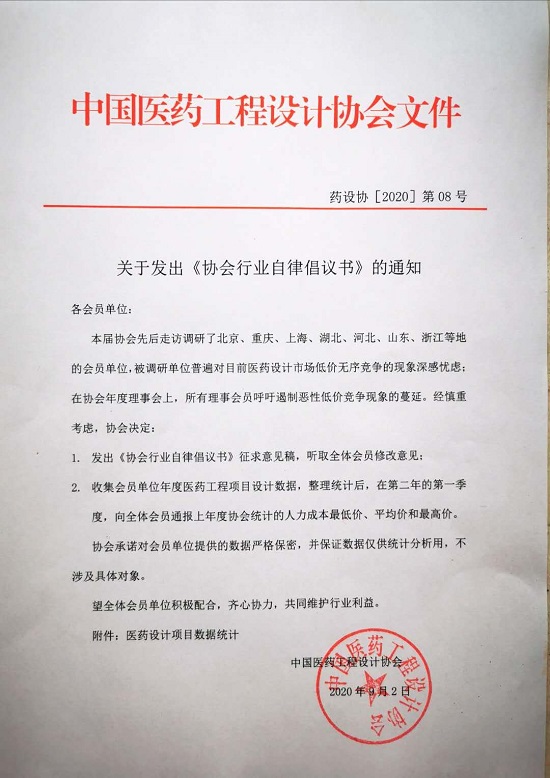 中国医药工程设计协会文件
药设协［2020］第 08 号
关于发出《协会行业自律倡议书》的通知
各会员单位：
本届协会先后走访调研了北京、重庆、上海、湖北、河北、山东、浙江等地
的会员单位，被调研单位普遍对目前医药设计市场低价无序竞争的现象深感忧虑；
在协会年度理事会上，所有理事会员呼吁遏制恶性低价竞争现象的蔓延。经慎重
考虑，协会决定：
1. 发出《协会行业自律倡议书》征求意见稿，听取全体会员修改意见；
2. 收集会员单位年度医药工程项目设计数据，整理统计后，在第二年的第一季
度，向全体会员通报上年度协会统计的人力成本最低价、平均价和最高价。
协会承诺对会员单位提供的数据严格保密，并保证数据仅供统计分析用，不
涉及具体对象。
望全体会员单位积极配合，齐心协力，共同维护行业利益。
附件：医药设计项目数据统计
中国医药工程设计协会
2020 年 9 月 2 日
中国医药工程设计协会